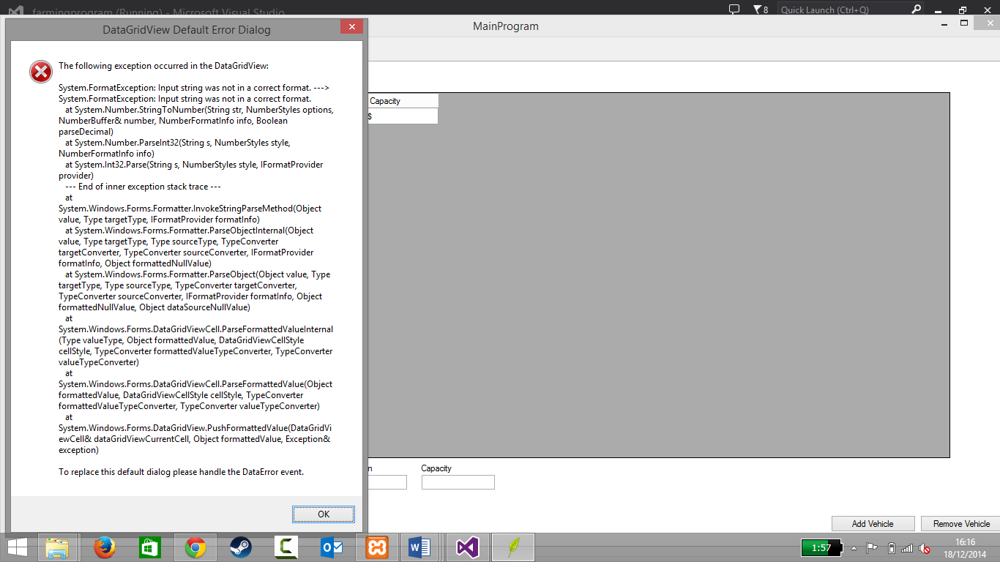 farmingprogram (Running) - Microsoft Visual Studio
8
Quick Launch (Ctrl+Q)
DataGridView Default Error Dialog
MainProgram
The following exception occurred in the DataGridView:
System.FormatException: Input string was not in a correct format. --->
System.FormatException: Input string was not in a correct format.
at System.Number.StringToNumber(String str, NumberStyles options,
NumberBuffer& number, NumberFormatInfo info, Boolean
parseDecimal)
at System.Number.ParseInt32(String s, NumberStyles style,
NumberFormatInfo info)
at System.Int32.Parse(String s, NumberStyles style, IFormatProvider
provider)
--- End of inner exception stack trace ---
at
System.Windows.Forms.Formatter.InvokeStringParseMethod(Object
value, Type targetType, IFormatProvider formatInfo)
at System.Windows.Forms.Formatter.ParseObjectInternal(Object
value, Type targetType, Type sourceType, TypeConverter
targetConverter, TypeConverter sourceConverter, IFormatProvider
formatInfo, Object formattedNullValue)
at System.Windows.Forms.Formatter.ParseObject(Object value, Type
targetType, Type sourceType, TypeConverter targetConverter,
TypeConverter sourceConverter, IFormatProvider formatInfo, Object
formattedNullValue, Object dataSourceNullValue)
at
System.Windows.Forms.DataGridViewCell.ParseFormattedValueInternal
(Type valueType, Object formattedValue, DataGridViewCellStyle
cellStyle, TypeConverter formattedValueTypeConverter, TypeConverter
valueTypeConverter)
at
System.Windows.Forms.DataGridViewCell.ParseFormattedValue(Object
formattedValue, DataGridViewCellStyle cellStyle, TypeConverter
formattedValueTypeConverter, TypeConverter valueTypeConverter)
at
System.Windows.Forms.DataGridView.PushFormattedValue(DataGridVi
ewCell& dataGridViewCurrentCell, Object formattedValue, Exception&
exception)
To replace this default dialog please handle the DataError event.
OK
Capacity
$
n
Capacity
Add Vehicle
Remove Vehicle
1:57
16:16
18/12/2014